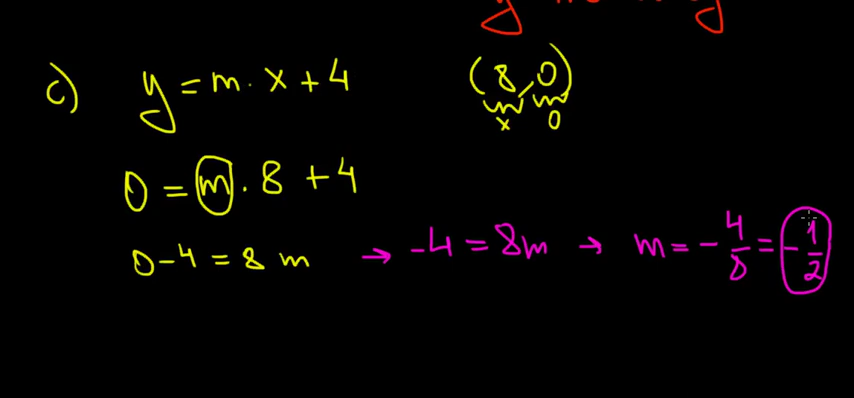 c) y = m · x + 4 (8,0)
x 0
0 = m · 8 + 4
0 - 4 = 8 m → -4 = 8m → m = - 4/8 = - 1/2